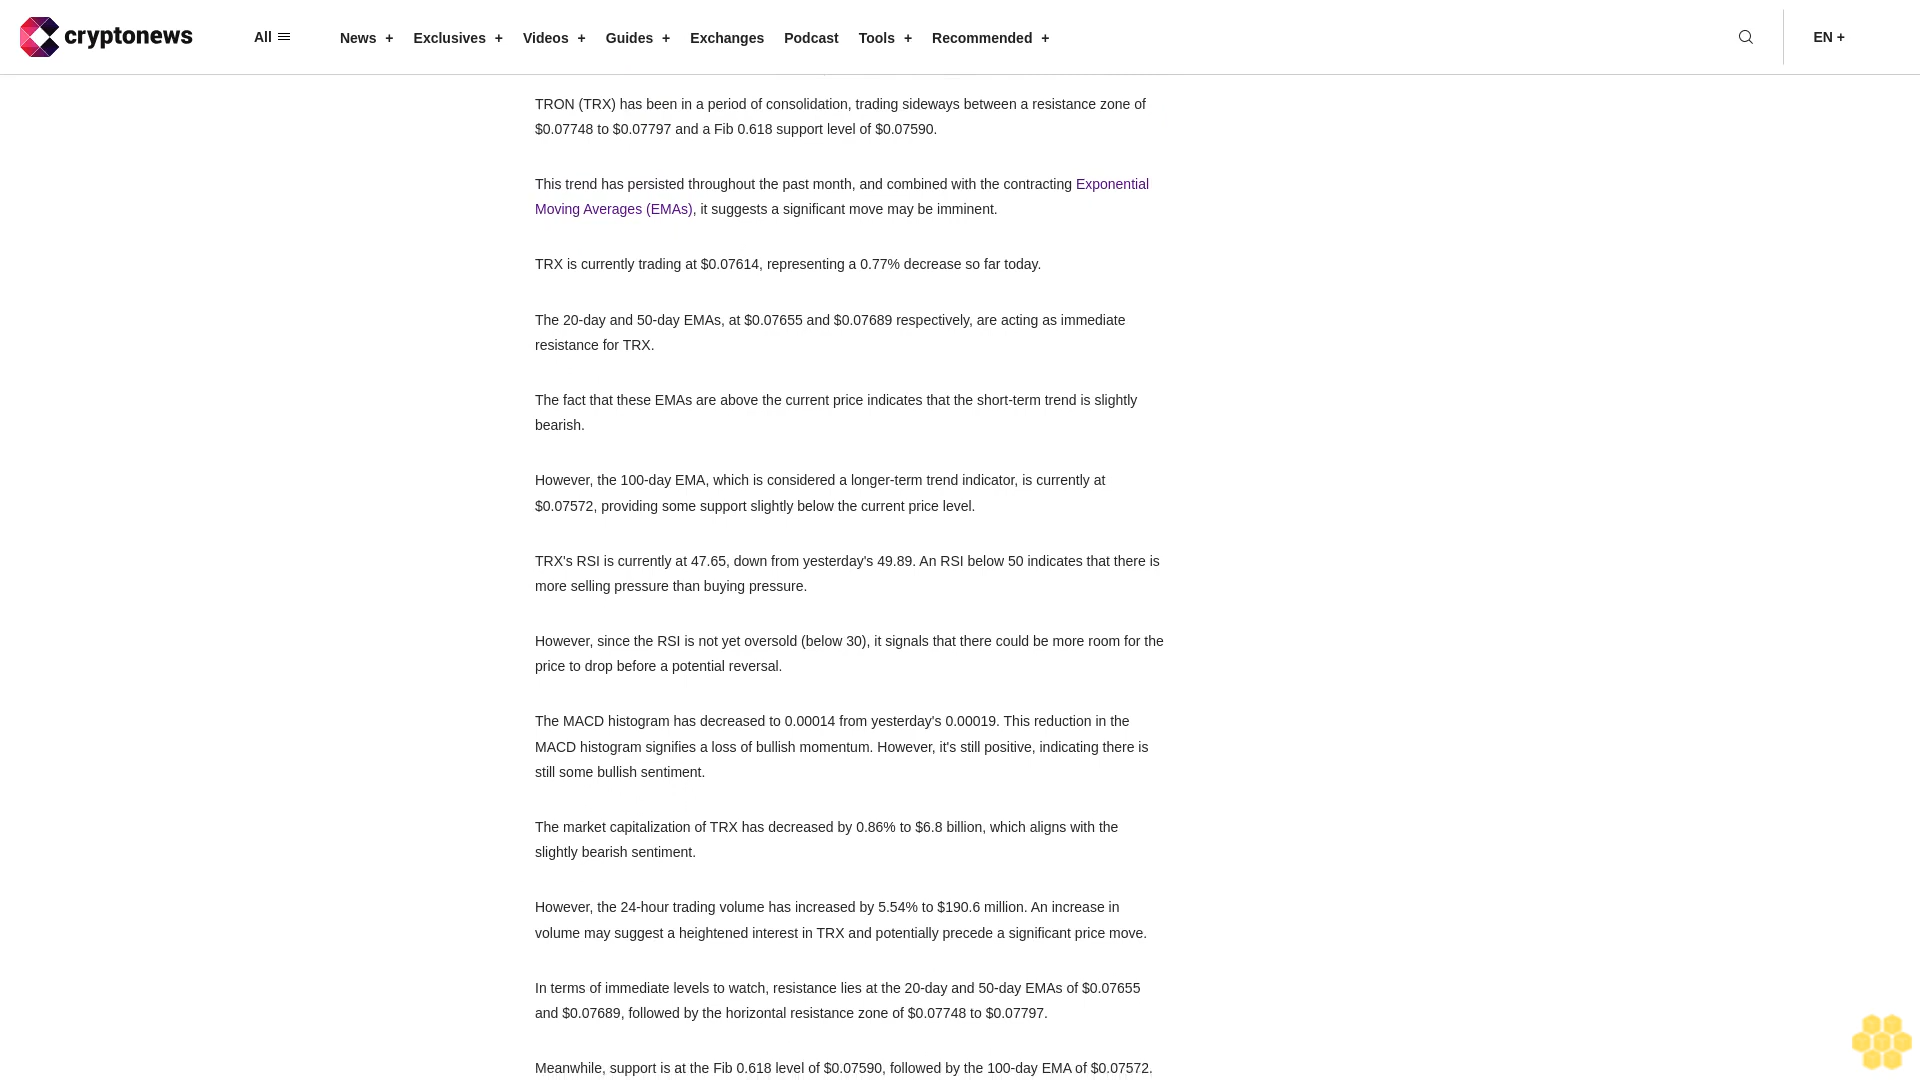 cryptonews
All
News +
Exclusives +
Videos +
Guides +
Exchanges
Podcast
Tools +
Recommended +
EN +
TRON (TRX) has been in a period of consolidation, trading sideways between a resistance zone of
$0.07748 to $0.07797 and a Fib 0.618 support level of $0.07590.
This trend has persisted throughout the past month, and combined with the contracting Exponential
Moving Averages (EMAs), it suggests a significant move may be imminent.
TRX is currently trading at $0.07614, representing a 0.77% decrease so far today.
The 20-day and 50-day EMAs, at $0.07655 and $0.07689 respectively, are acting as immediate
resistance for TRX.
The fact that these EMAs are above the current price indicates that the short-term trend is slightly
bearish.
However, the 100-day EMA, which is considered a longer-term trend indicator, is currently at
$0.07572, providing some support slightly below the current price level.
TRX's RSI is currently at 47.65, down from yesterday's 49.89. An RSI below 50 indicates that there is
more selling pressure than buying pressure.
However, since the RSI is not yet oversold (below 30), it signals that there could be more room for the
price to drop before a potential reversal.
The MACD histogram has decreased to 0.00014 from yesterday's 0.00019. This reduction in the
MACD histogram signifies a loss of bullish momentum. However, it's still positive, indicating there is
still some bullish sentiment.
The market capitalization of TRX has decreased by 0.86% to $6.8 billion, which aligns with the
slightly bearish sentiment.
However, the 24-hour trading volume has increased by 5.54% to $190.6 million. An increase in
volume may suggest a heightened interest in TRX and potentially precede a significant price move.
In terms of immediate levels to watch, resistance lies at the 20-day and 50-day EMAs of $0.07655
and $0.07689, followed by the horizontal resistance zone of $0.07748 to $0.07797.
Meanwhile, support is at the Fib 0.618 level of $0.07590, followed by the 100-day EMA of $0.07572.